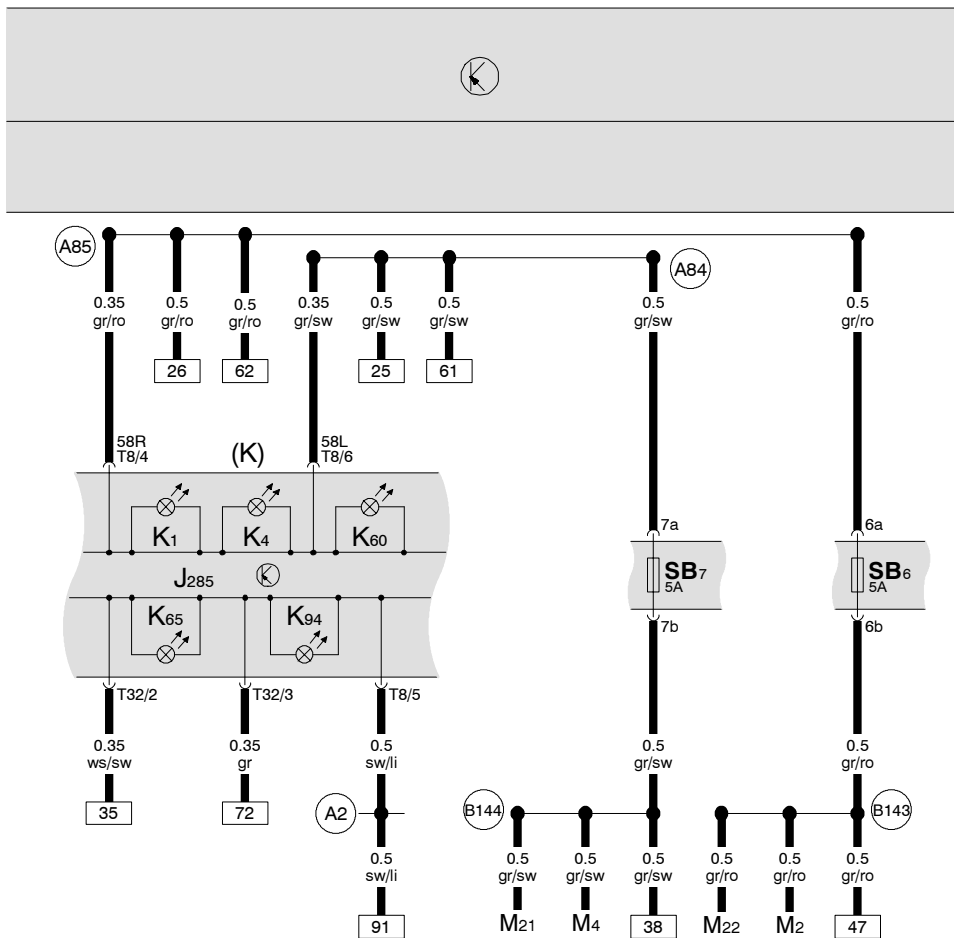 A85
A84
0.35 0.5 0.5 0.35 0.5 0.5 0.5 0.5
gr/ro gr/ro gr/ro gr/sw gr/sw gr/sw gr/sw gr/ro
26 62 25 61
58R (K) 58L
T8/4 T8/6
7a 6a
K1 K4 K60
J285
SB7 SB6
5A 5A
K65 K94
7b 6b
T32/2 T32/3 T8/5
0.35 0.35 0.5 0.5 0.5
ws/sw gr sw/li gr/sw gr/ro
35 72 A2 B144 B143
0.5 0.5 0.5 0.5 0.5 0.5 0.5
sw/li gr/sw gr/sw gr/sw gr/ro gr/ro gr/ro
91 M21 M4 38 M22 M2 47